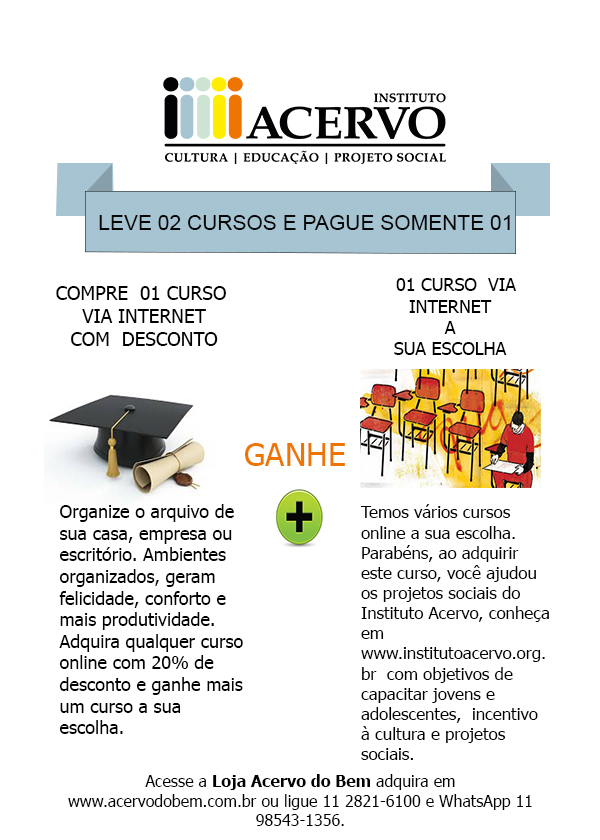 INSTITUTO
ACERVO
CULTURA | EDUCAÇÃO | PROJETO SOCIAL
LEVE 02 CURSOS E PAGUE SOMENTE 01
COMPRE 01 CURSO
VIA INTERNET
COM DESCONTO
01 CURSO VIA
INTERNET
A
SUA ESCOLHA
GANHE
Organize o arquivo de
sua casa, empresa ou
escritório. Ambientes
organizados, geram
felicidade, conforto e
mais produtividade.
Adquira qualquer curso
online com 20% de
desconto e ganhe mais
um curso a sua
escolha.
Temos vários cursos
online a sua escolha.
Parabéns, ao adquirir
este curso, você ajudou
os projetos sociais do
Instituto Acervo, conheça
em
www.institutoacervo.org.
br com objetivos de
capacitar jovens e
adolescentes, incentivo
à cultura e projetos
sociais.
Acesse a Loja Acervo do Bem adquira em
www.acervodobem.com.br ou ligue 11 2821-6100 e WhatsApp 11
98543-1356.